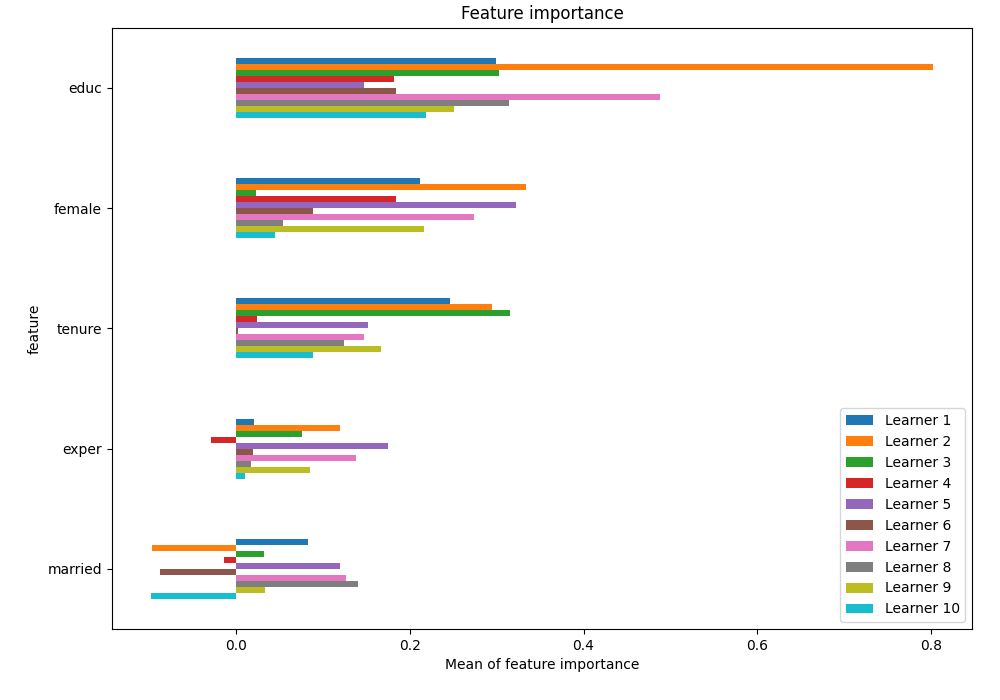 Feature importance
educ
female
tenure
exper
married
feature
0.0
0.2
0.4
0.6
0.8
Mean of feature importance
Learner 1
Learner 2
Learner 3
Learner 4
Learner 5
Learner 6
Learner 7
Learner 8
Learner 9
Learner 10